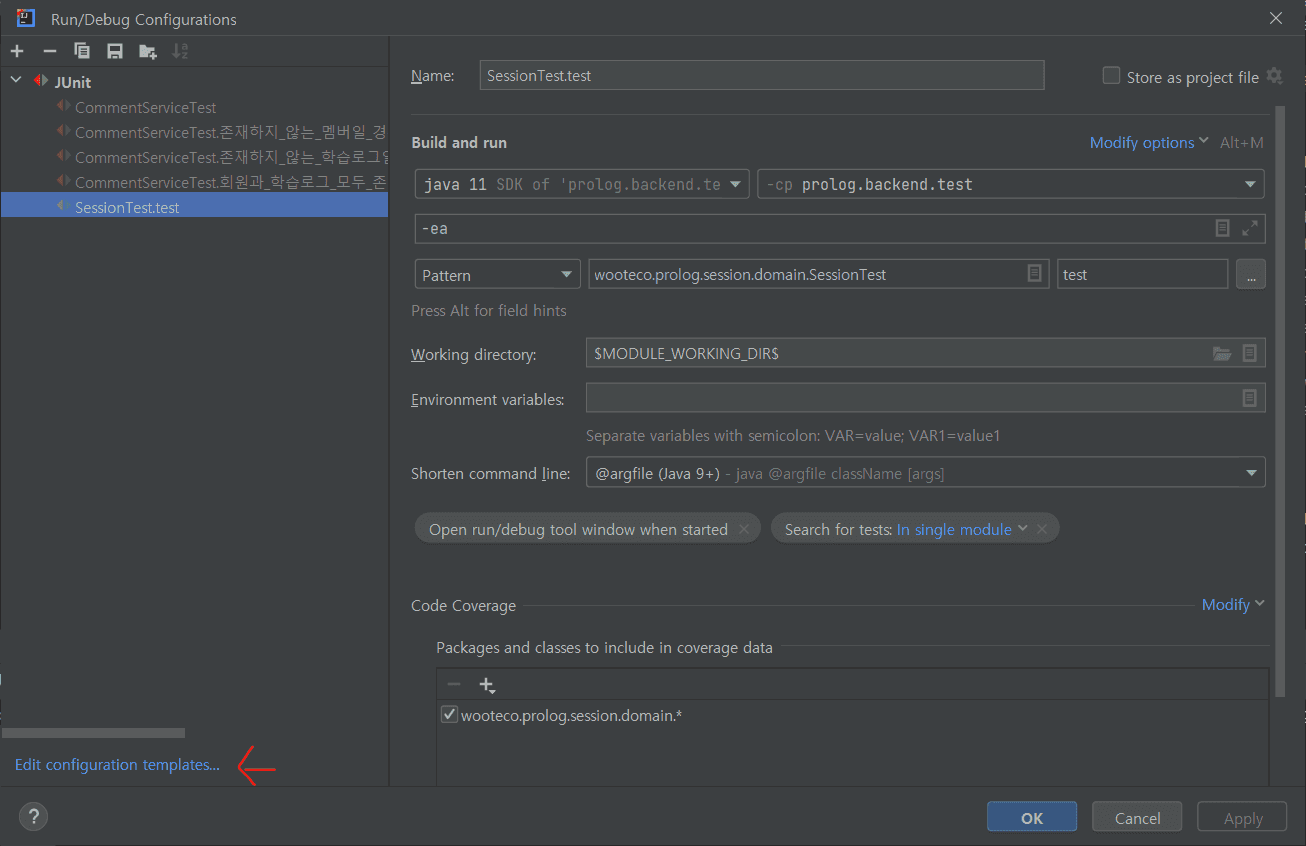 Run/Debug Configurations
JUnit
CommentServiceTest
CommentServiceTest.존재하지_않는_멤버일_경
CommentServiceTest.존재하지_않는_학습로그일
CommentServiceTest.회원과_학습로그_모두_존
SessionTest.test
Edit configuration templates...
Name: SessionTest.test Store as project file
Build and run Modify options Alt+M
java 11 SDK of 'prolog.backend.te -cp prolog.backend.test
-ea
Pattern wooteco.prolog.session.domain.SessionTest test ...
Press Alt for field hints
Working directory: $MODULE_WORKING_DIR$
Environment variables:
Separate variables with semicolon: VAR=value; VAR1=value1
Shorten command line: @argfile (Java 9+) - java @argfile className [args]
Open run/debug tool window when started × Search for tests: In single module ×
Code Coverage Modify
Packages and classes to include in coverage data
wooteco.prolog.session.domain.*
? OK Cancel Apply